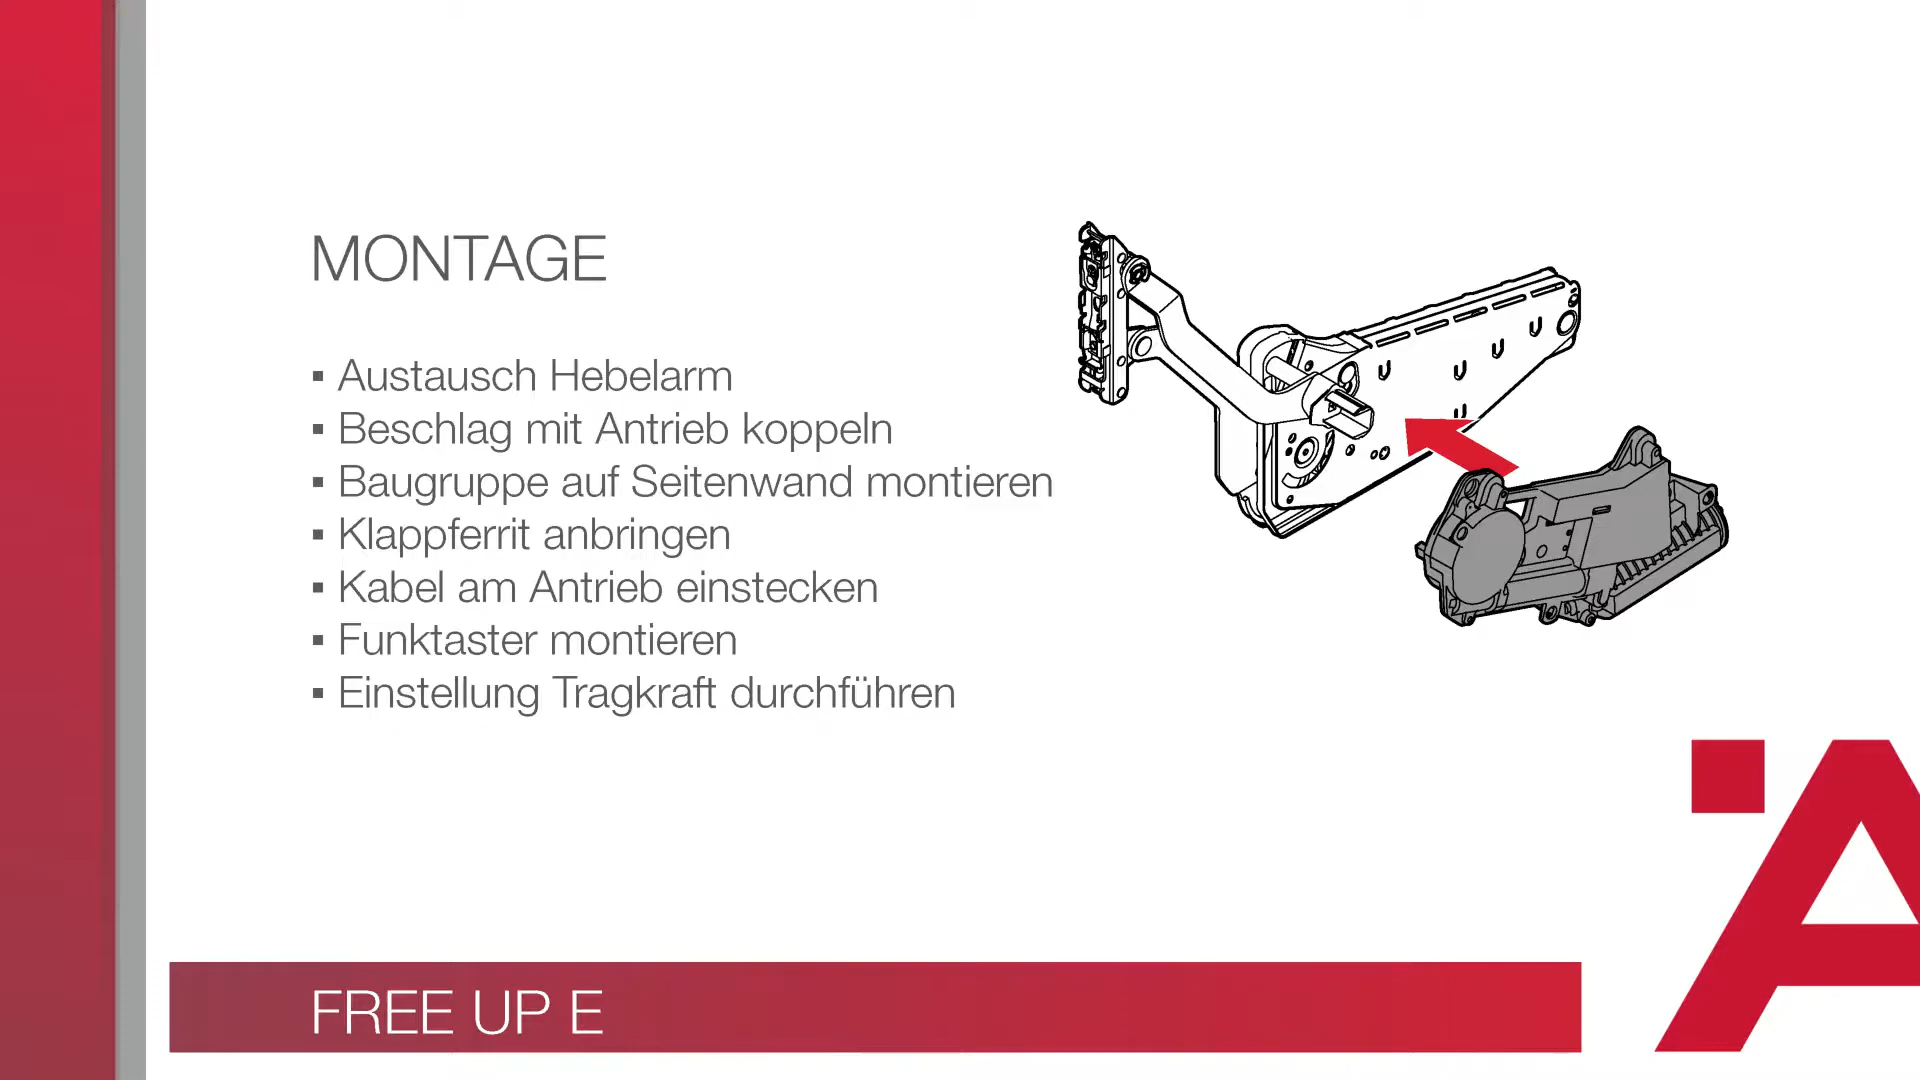 MONTAGE
▪ Austausch Hebelarm
▪ Beschlag mit Antrieb koppeln
▪ Baugruppe auf Seitenwand montieren
▪ Klappferrit anbringen
▪ Kabel am Antrieb einstecken
▪ Funktaster montieren
▪ Einstellung Tragkraft durchführen
FREE UP E